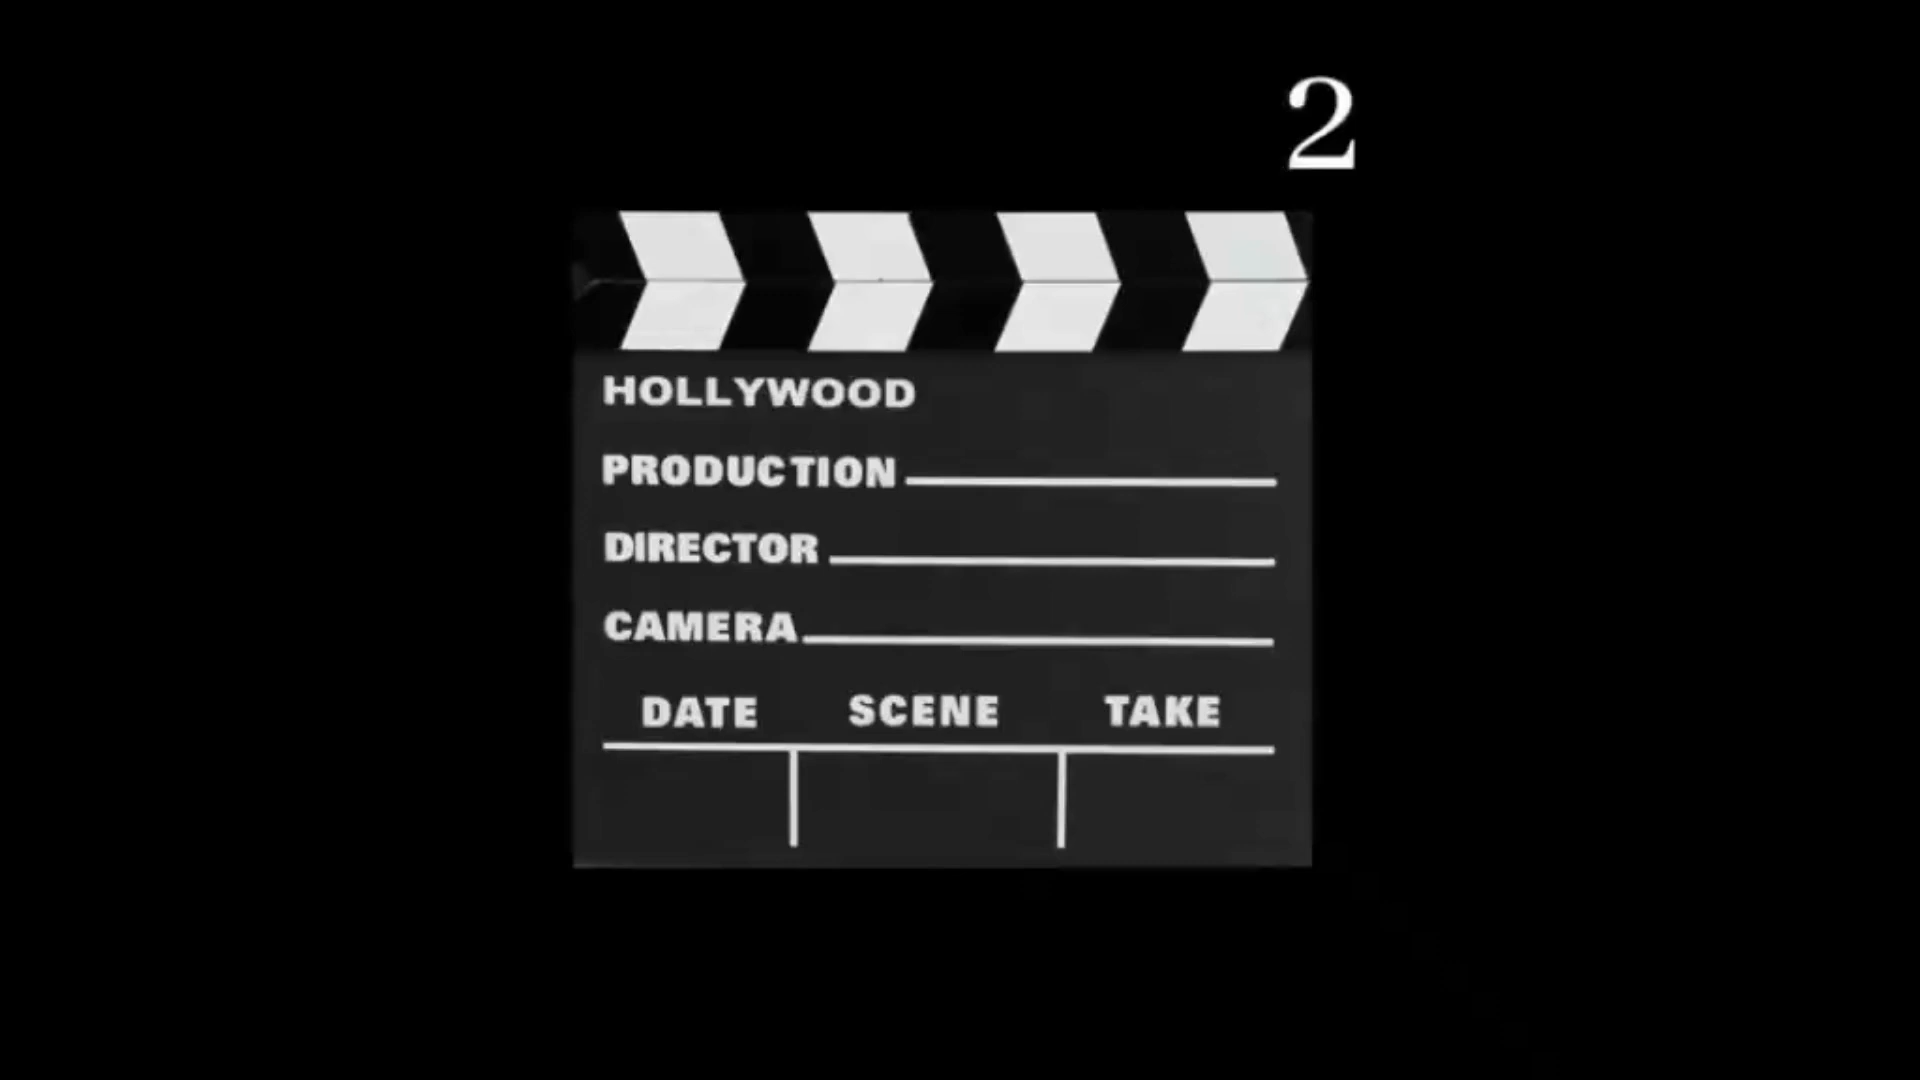 2
HOLLYWOOD
PRODUCTION
DIRECTOR
CAMERA
DATE SCENE TAKE